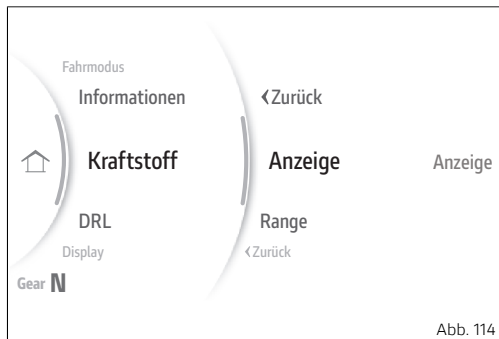 Fahrmodus
Informationen
‹Zurück
Kraftstoff
Anzeige
Anzeige
DRL
Range
Display
‹Zurück
Gear N
Abb. 114